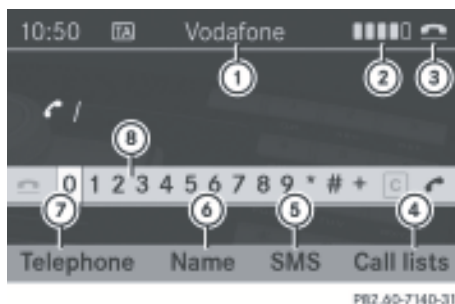 10:50 TA Vodafone
1 2 3
/
8
0 1 2 3 4 5 6 7 8 9 * # + C
7 6 5 4
Telephone Name SMS Call lists
P82.60-7140-31